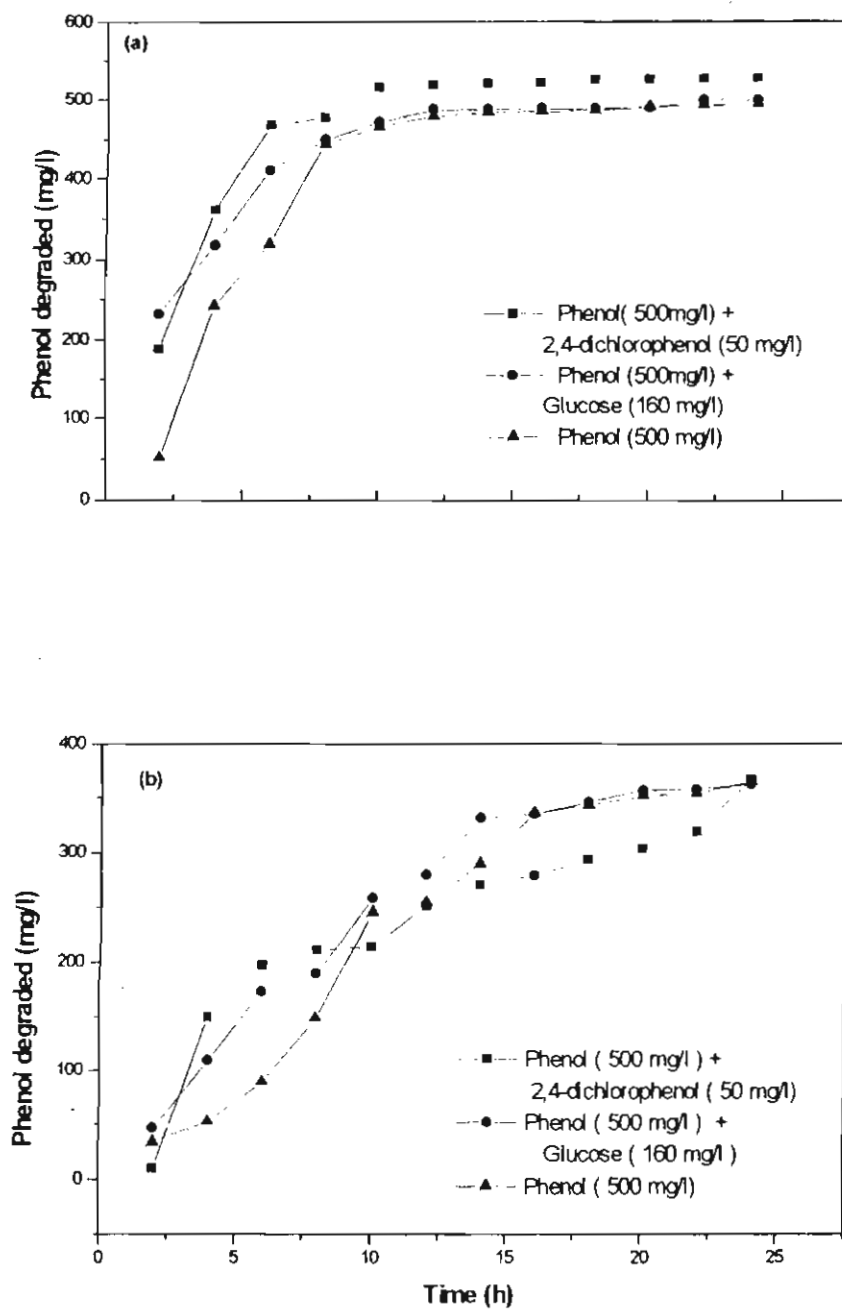 (a)
600
500
400
300
200
100
0
Phenol degraded (mg/l)
Phenol( 500mg/l) +
2,4-dichlorophenol (50 mg/l)
Phenol (500mg/l) +
Glucose (160 mg/l)
Phenol (500 mg/l)
(b)
400
300
200
100
0
Phenol degraded (mg/l)
Phenol ( 500 mg/l ) +
2,4-dichlorophenol ( 50 mg/l)
Phenol ( 500 mg/l ) +
Glucose ( 160 mg/l )
Phenol ( 500 mg/l)
0 5 10 15 20 25
Time (h)